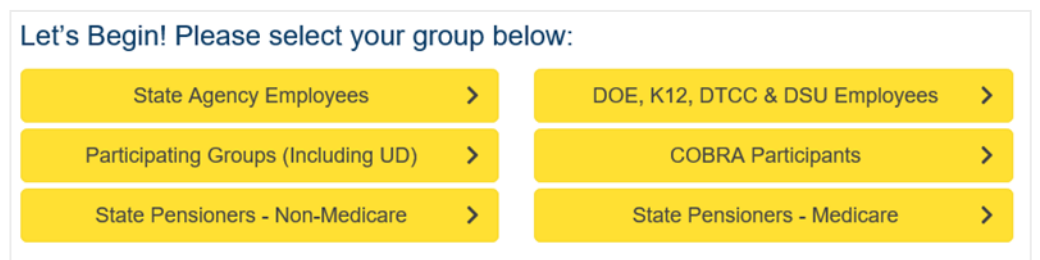 Let's Begin! Please select your group below:
State Agency Employees
DOE, K12, DTCC & DSU Employees
Participating Groups (Including UD)
COBRA Participants
State Pensioners - Non-Medicare
State Pensioners - Medicare